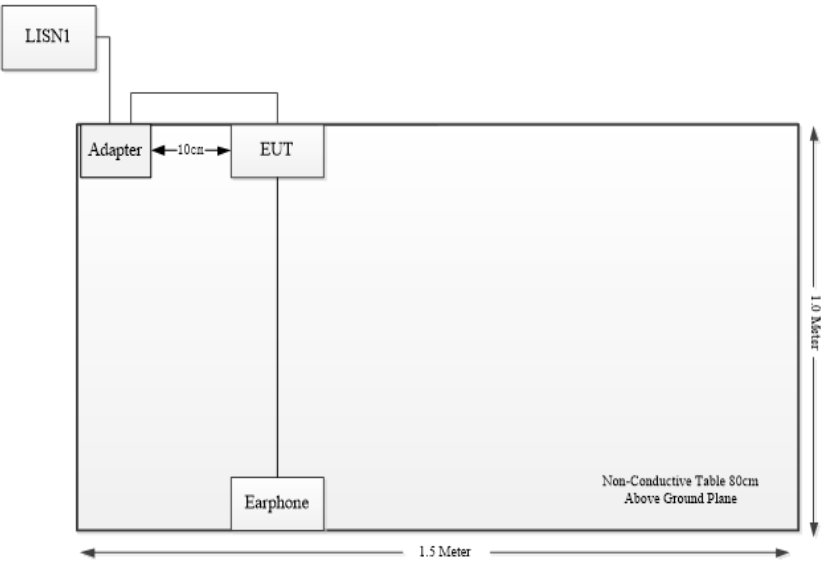 LISN1
Adapter
10cm
EUT
1.0 Meter
Earphone
Non-Conductive Table 80cm
Above Ground Plane
1.5 Meter